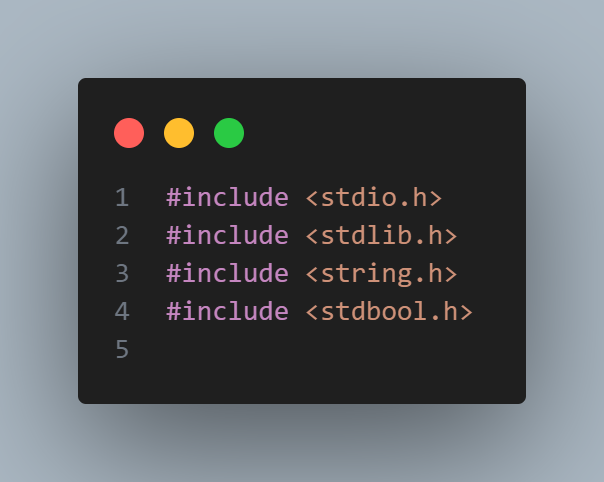 1 #include <stdio.h>
2 #include <stdlib.h>
3 #include <string.h>
4 #include <stdbool.h>
5